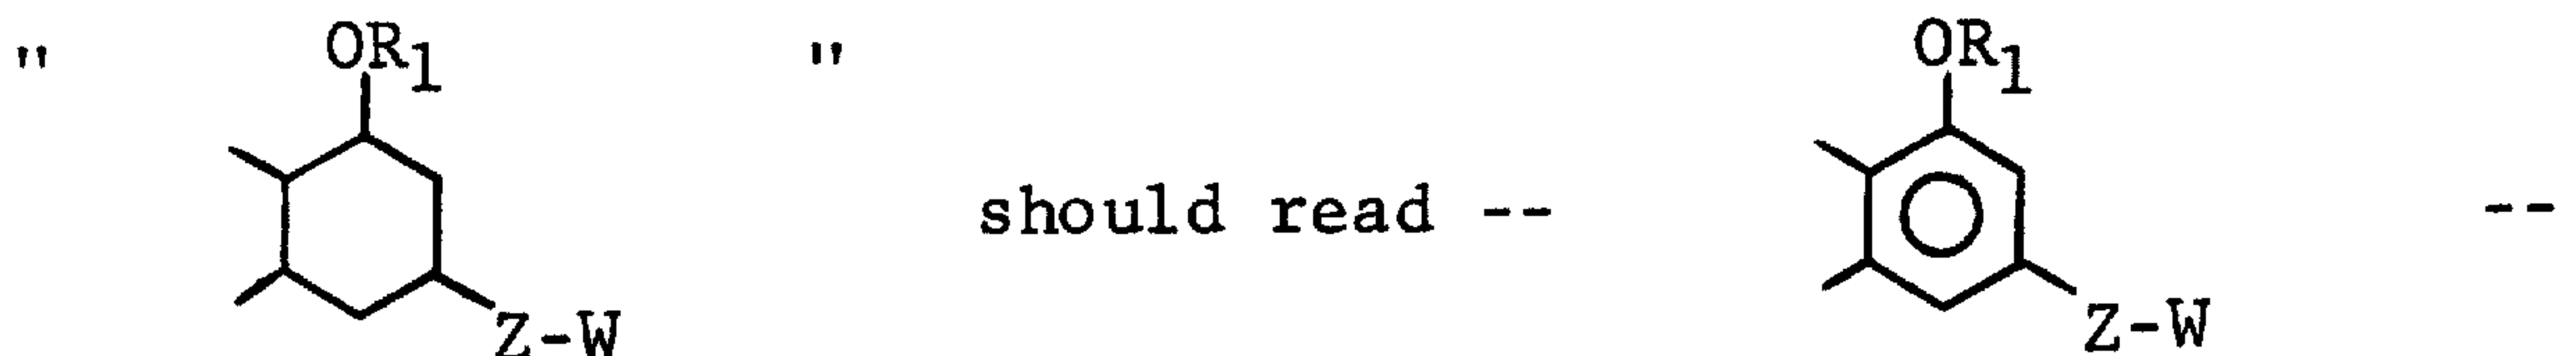 " OR1 " OR1
should read -- --
Z-W Z-W